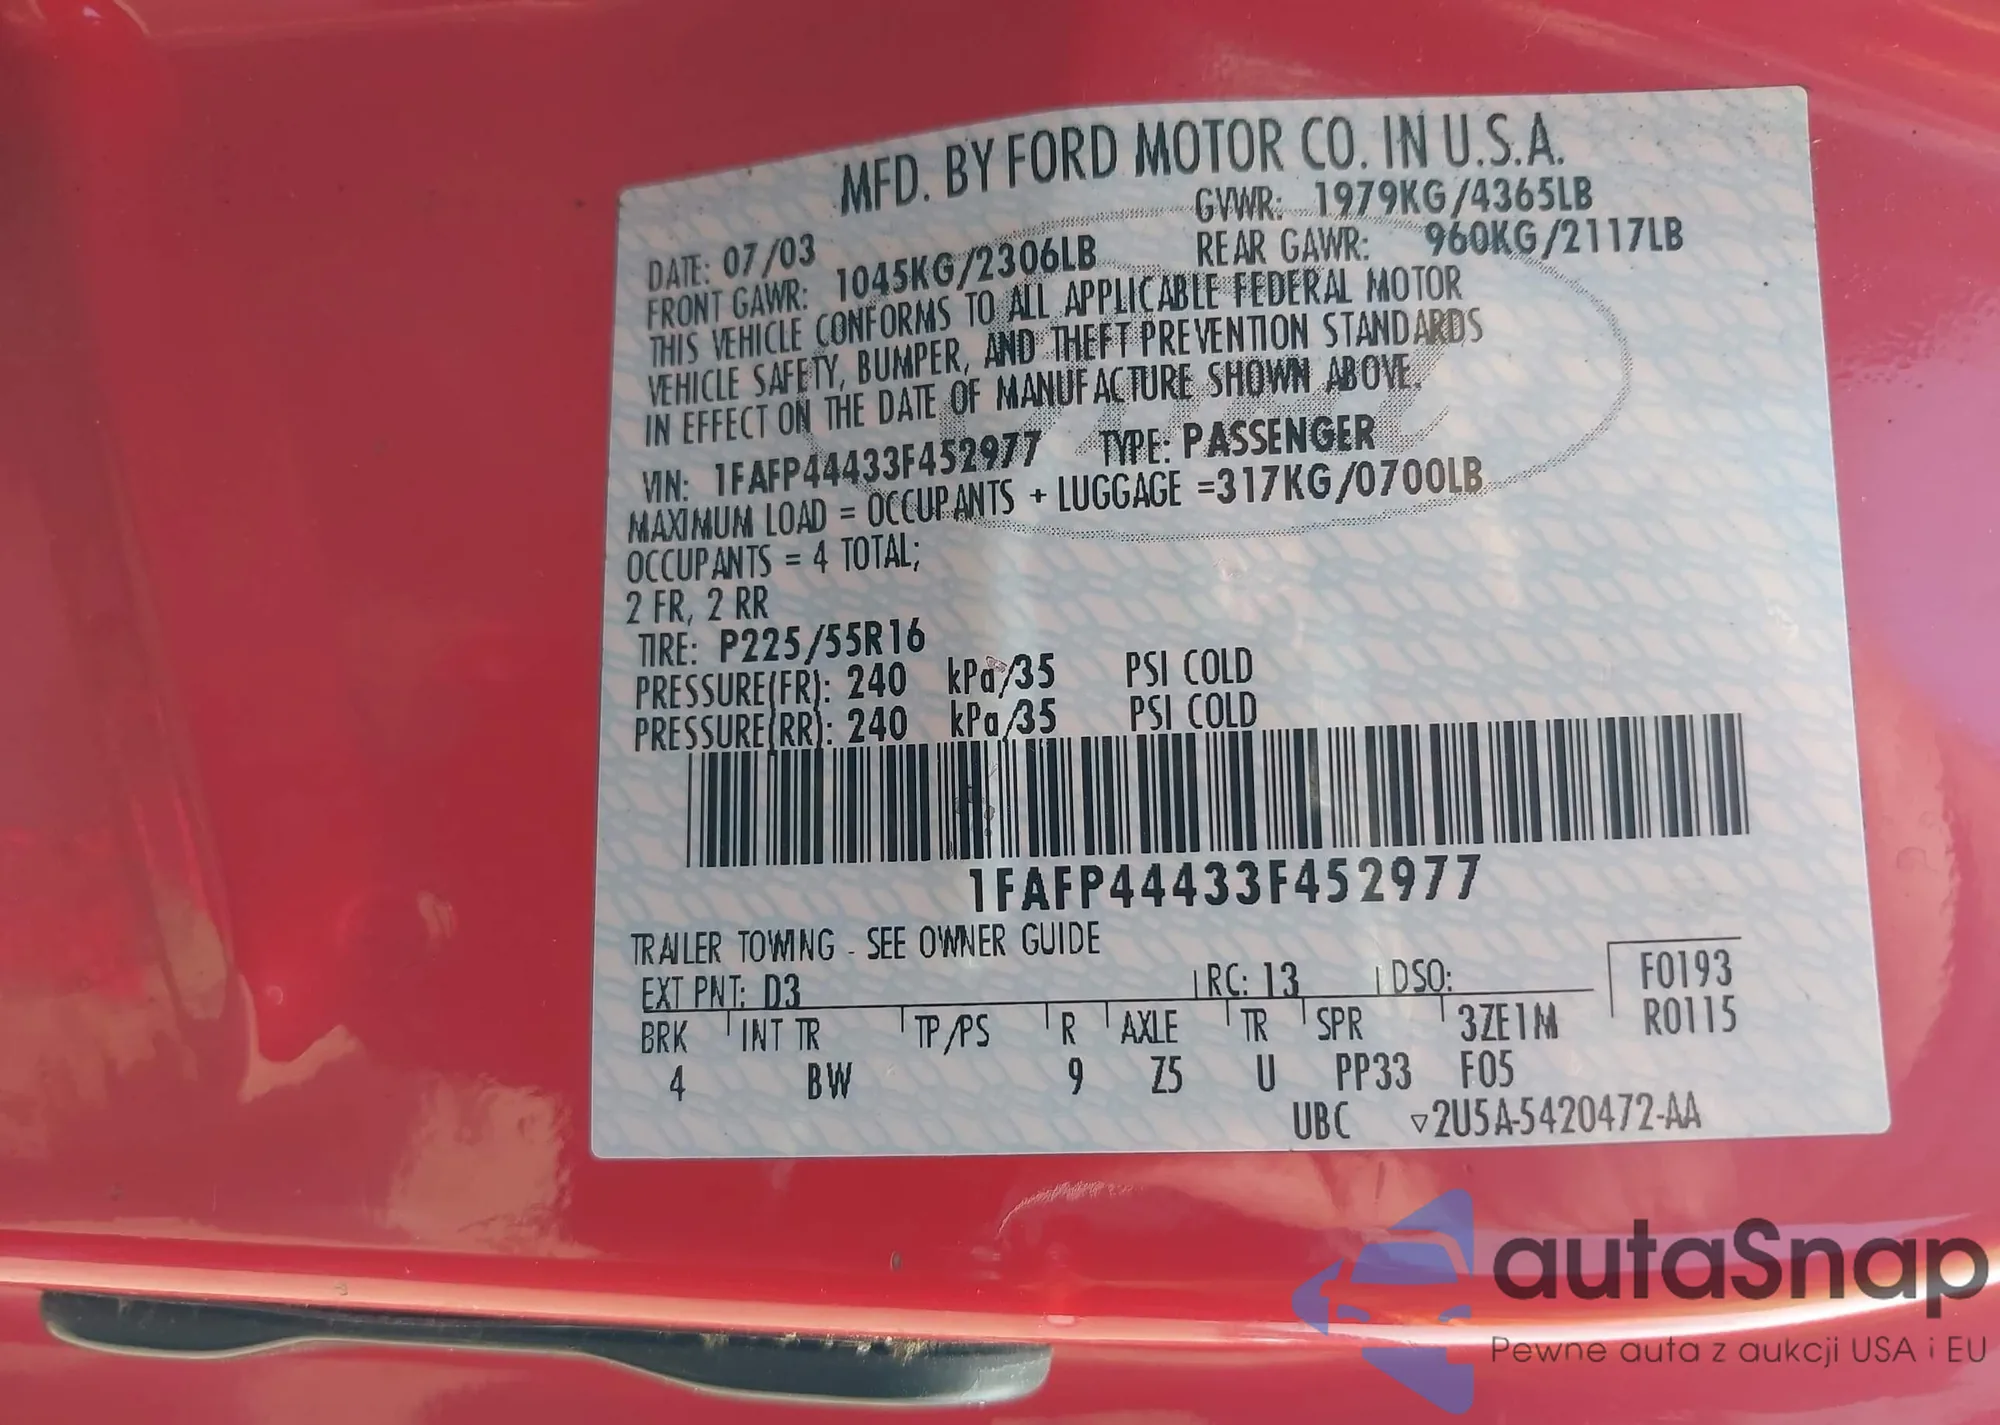 MFD. BY FORD MOTOR CO. IN U.S.A.
DATE: 07/03 GVWR: 1979KG/4365LB
FRONT GAWR: 1045KG/2306LB REAR GAWR: 960KG/2117LB
THIS VEHICLE CONFORMS TO ALL APPLICABLE FEDERAL MOTOR
VEHICLE SAFETY, BUMPER, AND THEFT PREVENTION STANDARDS
IN EFFECT ON THE DATE OF MANUFACTURE SHOWN ABOVE.
VIN: 1FAFP44433F452977 TYPE: PASSENGER
MAXIMUM LOAD = OCCUPANTS + LUGGAGE =317KG/0700LB
OCCUPANTS = 4 TOTAL;
2 FR, 2 RR
TIRE: P225/55R16
PRESSURE(FR): 240 kPa/35 PSI COLD
PRESSURE(RR): 240 kPa/35 PSI COLD
1FAFP44433F452977
TRAILER TOWING - SEE OWNER GUIDE
EXT PNT: D3 RC: 13 DSO: F0193
BRK INT TR TP/PS R AXLE TR SPR 3ZE1M R0115
4 BW 9 Z5 U PP33 F05
UBC ▽2U5A-5420472-AA
autaSnap
Pewne auta z aukcji USA i EU